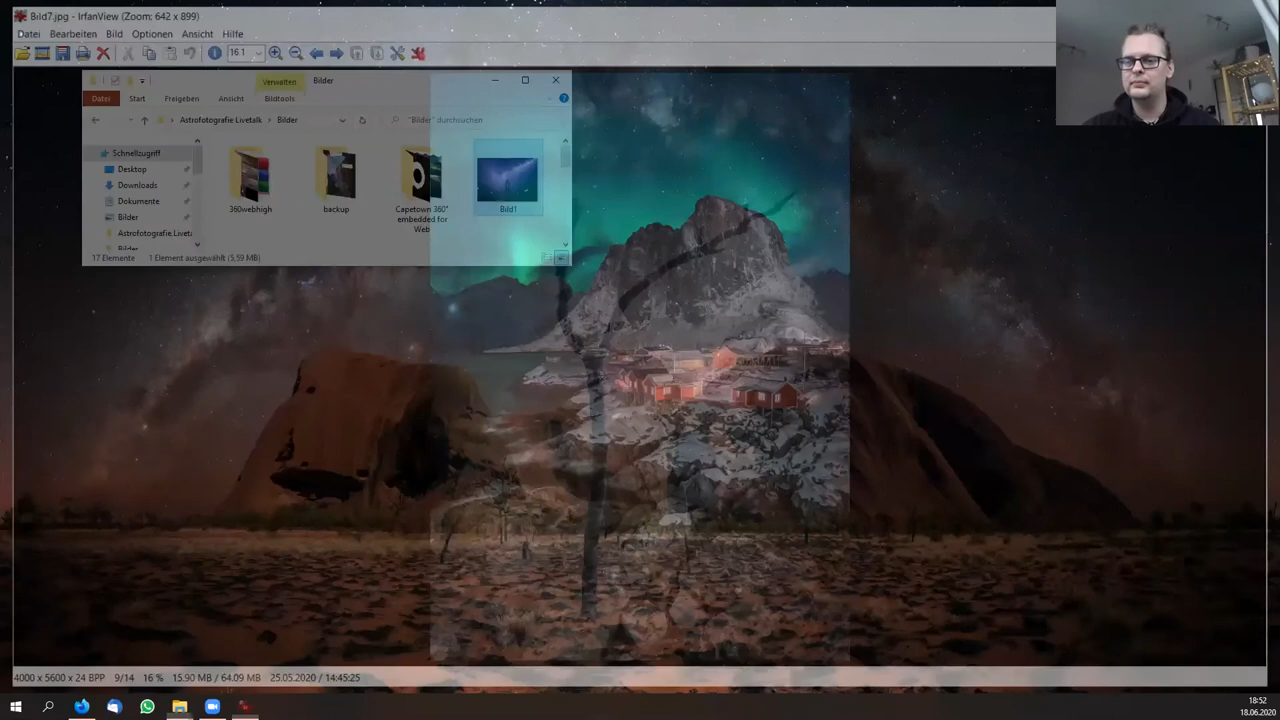 Bild7.jpg - IrfanView (Zoom: 642 x 899)
Datei Bearbeiten Bild Optionen Ansicht Hilfe
16.1
Verwalten Bilder
Datei Start Freigeben Ansicht Bildtools
Astrofotografie Livetalk > Bilder
"Bilder" durchsuchen
Schnellzugriff
Desktop
Downloads
Dokumente
Bilder
Astrofotografie.Liveta
Bilder
360webhigh
backup
Capetown 360° embedded for Web
Bild1
17 Elemente 1 Element ausgewählt (5,59 MB)
4000 x 5600 x 24 BPP 9/14 16 % 15.90 MB / 64.09 MB 25.05.2020 / 14:45:25
18:52
18.06.2020